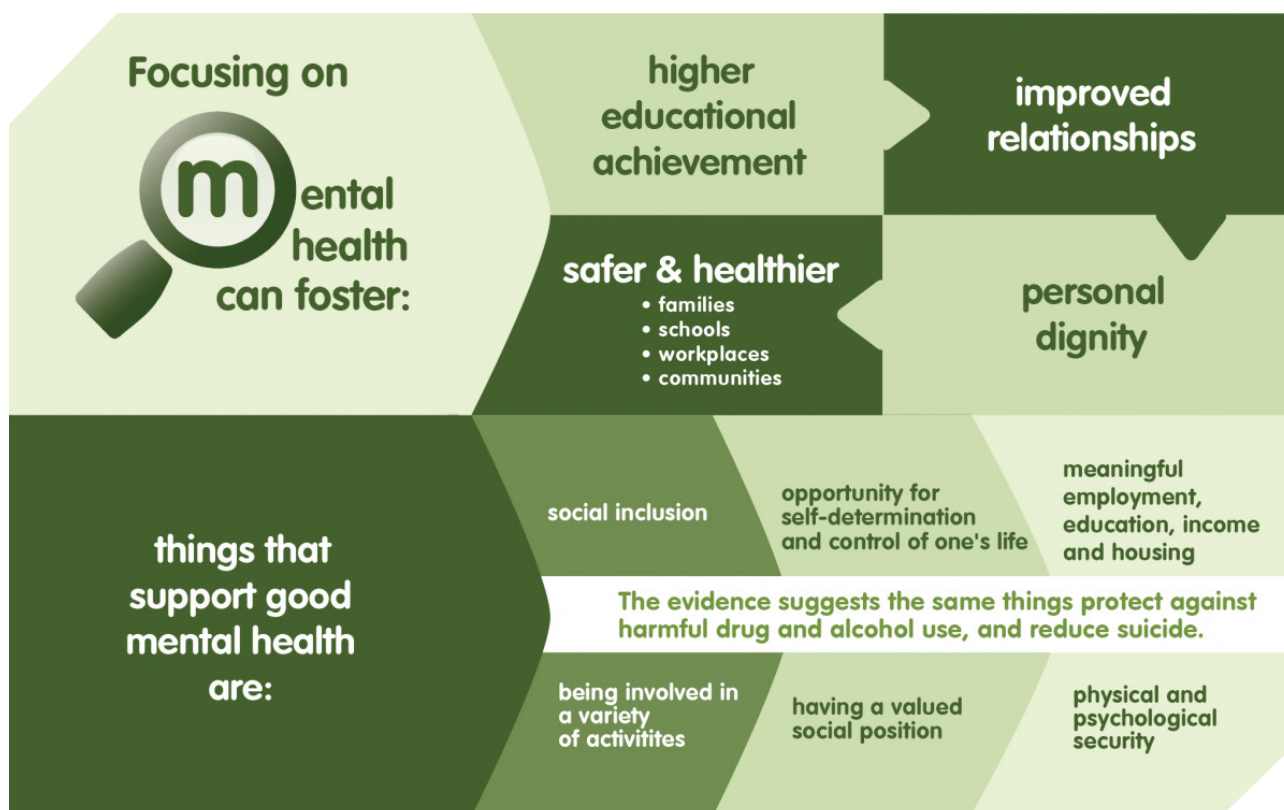 Focusing on
mental
health
can foster:
higher
educational
achievement
improved
relationships
personal
dignity
safer & healthier
• families
• schools
• workplaces
• communities
things that
support good
mental health
are:
social inclusion
opportunity for
self-determination
and control of one's life
meaningful
employment,
education, income
and housing
The evidence suggests the same things protect against
harmful drug and alcohol use, and reduce suicide.
being involved in
a variety
of activitites
having a valued
social position
physical and
psychological
security